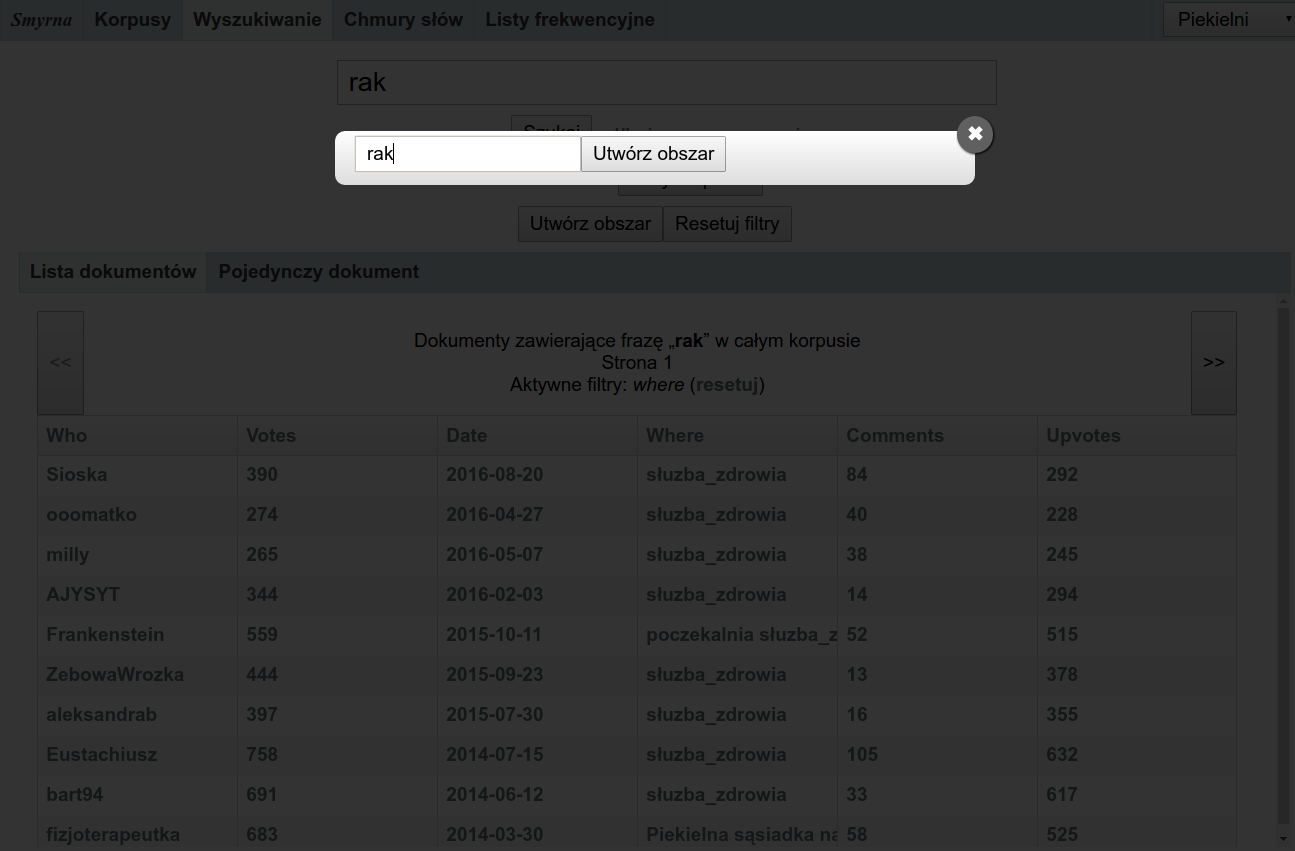 Smyrna Korpusy Wyszukiwanie Chmury słów Listy frekwencyjne Piekielni
rak
Szukaj
rak Utwórz obszar ✖
Utwórz obszar Resetuj filtry
Lista dokumentów Pojedynczy dokument
Dokumenty zawierające frazę „rak” w całym korpusie
Strona 1
<< >>
Aktywne filtry: where (resetuj)
Who Votes Date Where Comments Upvotes
Sioska 390 2016-08-20 słuzba_zdrowia 84 292
ooomatko 274 2016-04-27 słuzba_zdrowia 40 228
milly 265 2016-05-07 słuzba_zdrowia 38 245
AJYSYT 344 2016-02-03 słuzba_zdrowia 14 294
Frankenstein 559 2015-10-11 poczekalnia słuzba_z 52 515
ZebowaWrozka 444 2015-09-23 słuzba_zdrowia 13 378
aleksandrab 397 2015-07-30 słuzba_zdrowia 16 355
Eustachiusz 758 2014-07-15 słuzba_zdrowia 105 632
bart94 691 2014-06-12 słuzba_zdrowia 33 617
fizjoterapeutka 683 2014-03-30 Piekielna sąsiadka na 58 525